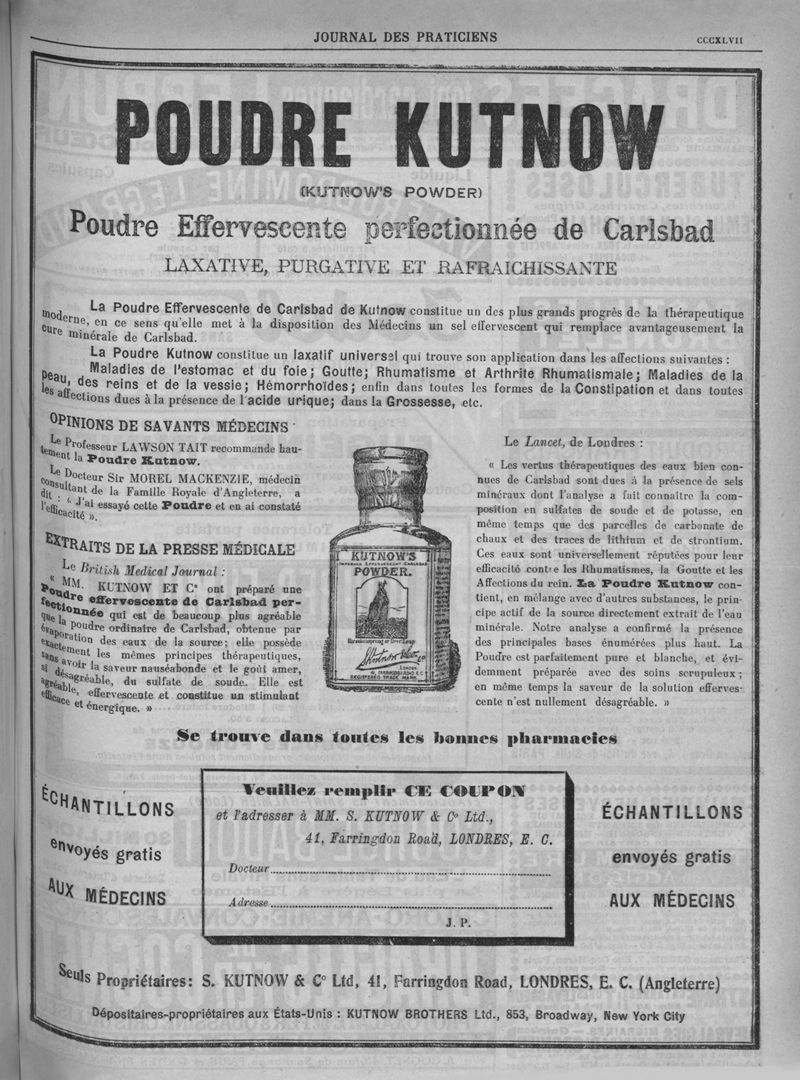 JOURNAL DES PRATICIENS
CCCXLVII
POUDRE KUTNOW
(KUTNOW'S POWDER)
Poudre Effervescente perfectionnée de Carlsbad
LAXATIVE, PURGATIVE ET RAFRAICHISSANTE
La Poudre Effervescente de Carlsbad de Kutnow constitue un des plus grands progrès de la thérapeutique
moderne, en ce sens qu'elle met à la disposition des Médecins un sel effervescent qui remplace avantageusement la
cure minérale de Carlsbad.
La Poudre Kutnow constitue un laxatif universel qui trouve son application dans les affections suivantes :
Maladies de l'estomac et du foie; Goutte; Rhumatisme et Arthrite Rhumatismale; Maladies de la
Peau, des reins et de la vessie; Hémorrhoïdes; enfin dans toutes les formes de la Constipation et dans toutes
les affections dues à la présence de l'acide urique; dans la Grossesse, etc.
OPINIONS DE SAVANTS MÉDECINS
Le Professeur LAWSON TAIT recommande hau-
tement la Poudre Kutnow.
Le Docteur Sir MOREL MACKENZIE, médecin
consultant de la Famille Royale d'Angleterre, a
dit : « J'ai essayé cette Poudre et en ai constaté
l'efficacité ».
EXTRAITS DE LA PRESSE MÉDICALE
Le British Medical Journal :
« MM. KUTNOW ET Cº ont préparé une
Poudre effervescente de Carlsbad per-
fectionnée qui est de beaucoup plus agréable
que la poudre ordinaire de Carlsbad, obtenue par
évaporation des eaux de la source; elle possède
exactement les mêmes principes thérapeutiques,
sans avoir la saveur nauséabonde et le goût amer,
si désagréable, du sulfate de soude. Elle est
agréable, effervescente et constitue un stimulant
efficace et énergique. »
KUTNOW'S
IMPROVED EFFERVESCENT CARLSBAD
POWDER.
S. Kutnow & Co. Ld
LONDON.
41, FARRINGDON RD E.C.
REGISTERED TRADE MARK
Le Lancet, de Londres :
« Les vertus thérapeutiques des eaux bien con-
nues de Carlsbad sont dues à la présence de sels
minéraux dont l'analyse a fait connaître la com-
position en sulfates de soude et de potasse, en
même temps que des parcelles de carbonate de
chaux et des traces de lithium et de strontium.
Ces eaux sont universellement réputées pour leur
efficacité contre les Rhumatismes, la Goutte et les
Affections du rein. La Poudre Kutnow con-
tient, en mélange avec d'autres substances, le prin-
cipe actif de la source directement extrait de l'eau
minérale. Notre analyse a confirmé la présence
des principales bases énumérées plus haut. La
Poudre est parfaitement pure et blanche, et évi-
demment préparée avec des soins scrupuleux;
en même temps la saveur de la solution efferves-
cente n'est nullement désagréable. »
Se trouve dans toutes les bonnes pharmacies
ÉCHANTILLONS
envoyés gratis
AUX MÉDECINS
Veuillez remplir CE COUPON
et l'adresser à MM. S. KUTNOW & Cº Ltd.,
41, Farringdon Road, LONDRES, E. C.
Docteur
Adresse
J. P.
ÉCHANTILLONS
envoyés gratis
AUX MÉDECINS
Seuls Propriétaires: S. KUTNOW & Cº Ltd, 41, Farringdon Road, LONDRES, E. C. (Angleterre)
Dépositaires-propriétaires aux États-Unis : KUTNOW BROTHERS Ltd., 853, Broadway, New York City